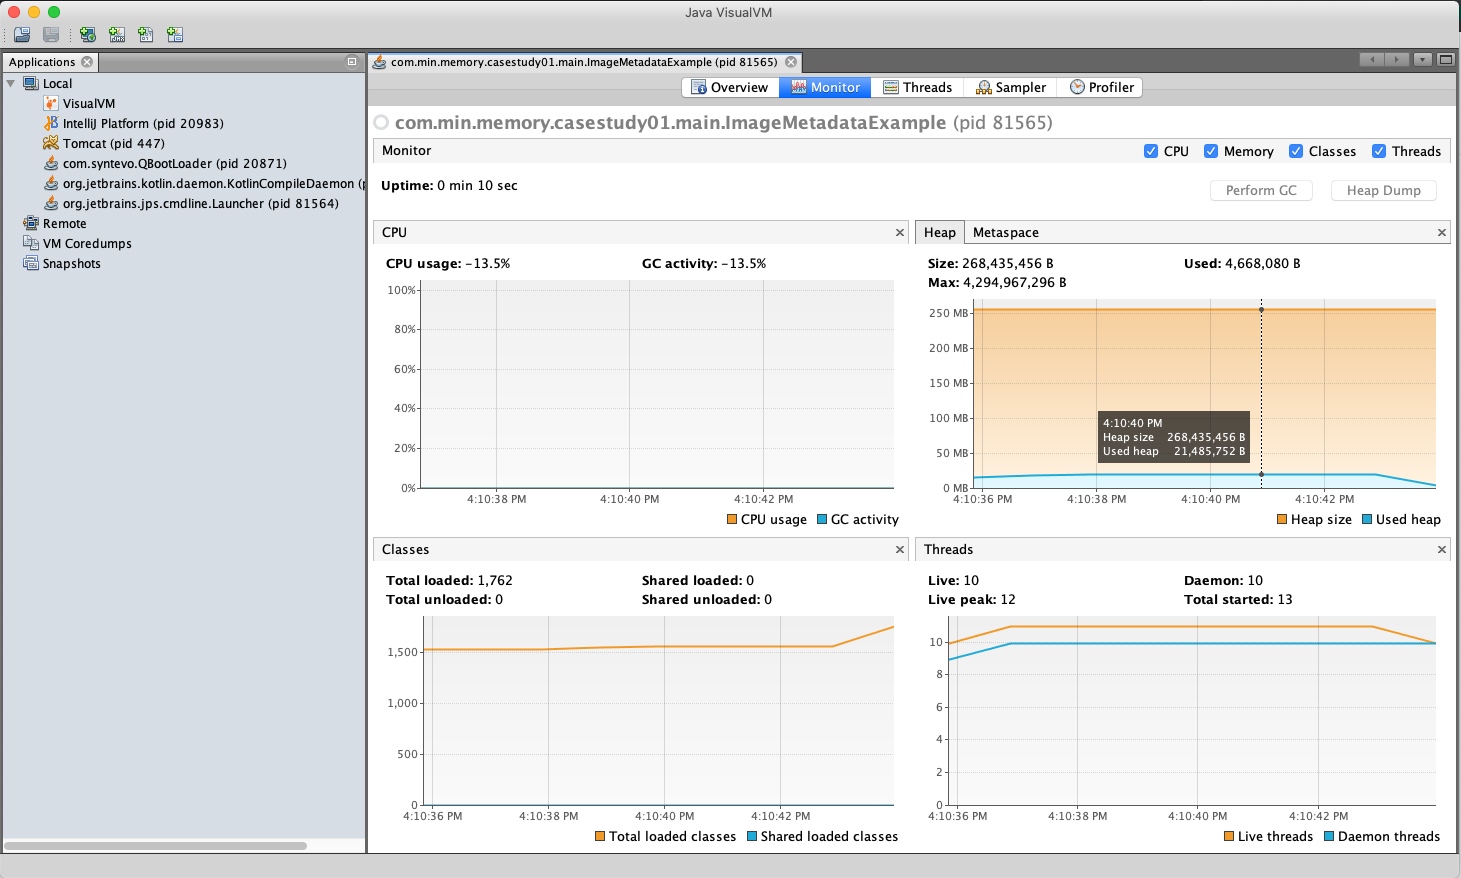 Java VisualVM
Applications
Local
VisualVM
IntelliJ Platform (pid 20983)
Tomcat (pid 447)
com.syntevo.QBootLoader (pid 20871)
org.jetbrains.kotlin.daemon.KotlinCompileDaemon (
org.jetbrains.jps.cmdline.Launcher (pid 81564)
Remote
VM Coredumps
Snapshots
com.min.memory.casestudy01.main.ImageMetadataExample (pid 81565)
Overview Monitor Threads Sampler Profiler
com.min.memory.casestudy01.main.ImageMetadataExample (pid 81565)
Monitor CPU Memory Classes Threads
Uptime: 0 min 10 sec
Perform GC Heap Dump
CPU
CPU usage: -13.5% GC activity: -13.5%
100%
80%
60%
40%
20%
0%
4:10:38 PM 4:10:40 PM 4:10:42 PM
CPU usage GC activity
Heap Metaspace
Size: 268,435,456 B Used: 4,668,080 B
Max: 4,294,967,296 B
250 MB
200 MB
150 MB
100 MB
4:10:40 PM
Heap size 268,435,456 B
Used heap 21,485,752 B
50 MB
0 MB
4:10:36 PM 4:10:38 PM 4:10:40 PM 4:10:42 PM
Heap size Used heap
Classes
Total loaded: 1,762 Shared loaded: 0
Total unloaded: 0 Shared unloaded: 0
1,500
1,000
500
0
4:10:36 PM 4:10:38 PM 4:10:40 PM 4:10:42 PM
Total loaded classes Shared loaded classes
Threads
Live: 10 Daemon: 10
Live peak: 12 Total started: 13
10
8
6
4
2
0
4:10:36 PM 4:10:38 PM 4:10:40 PM 4:10:42 PM
Live threads Daemon threads